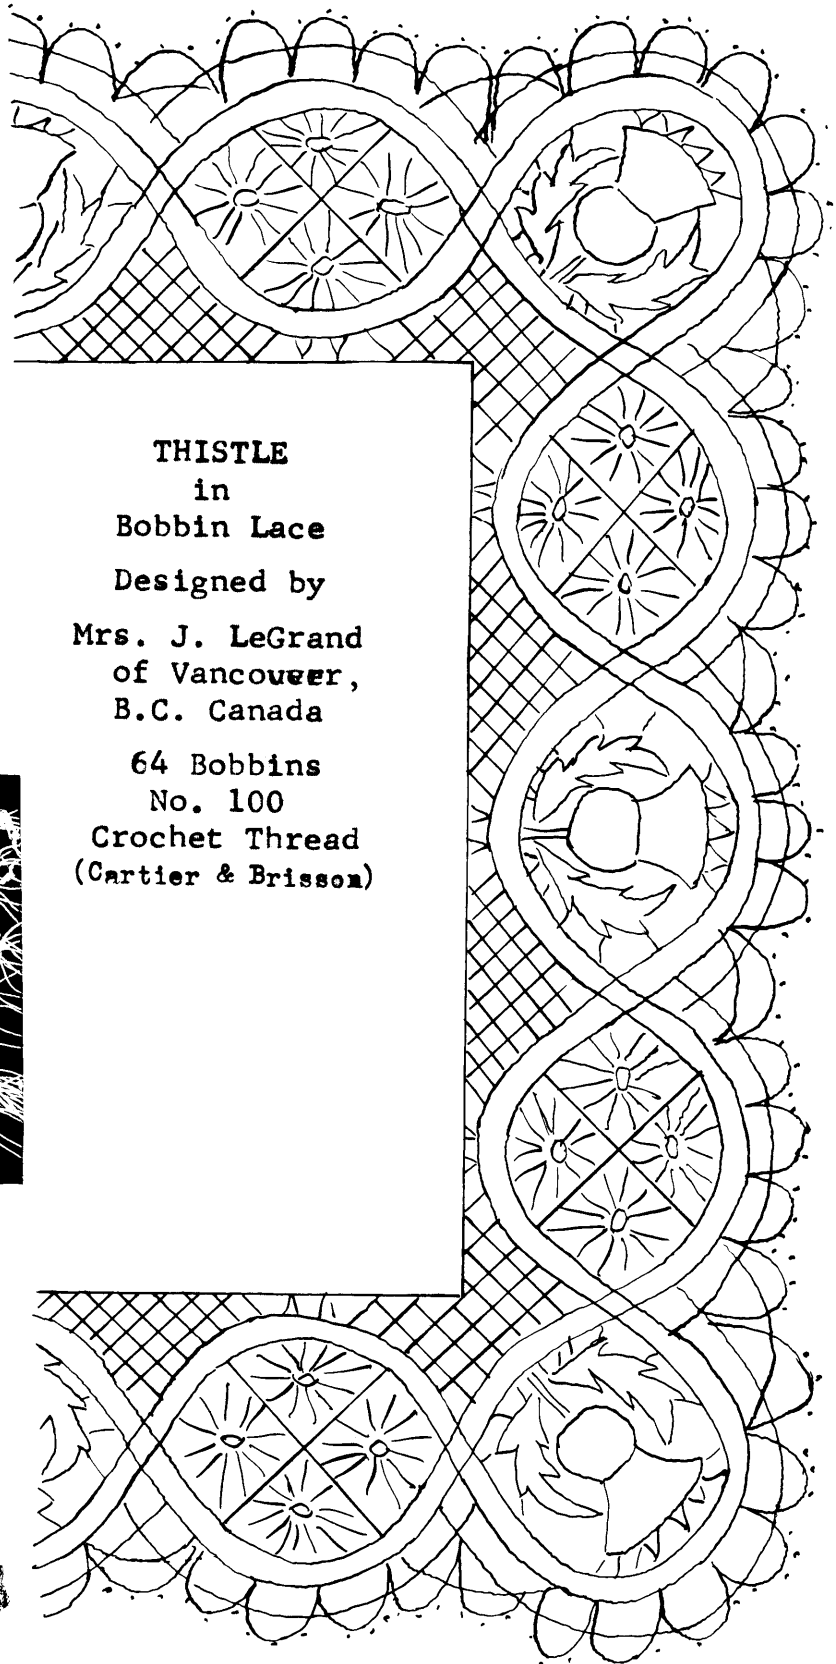 THISTLE
in
Bobbin Lace
Designed by
Mrs. J. LeGrand
of Vancouver,
B.C. Canada
64 Bobbins
No. 100
Crochet Thread
(Cartier & Brisson)